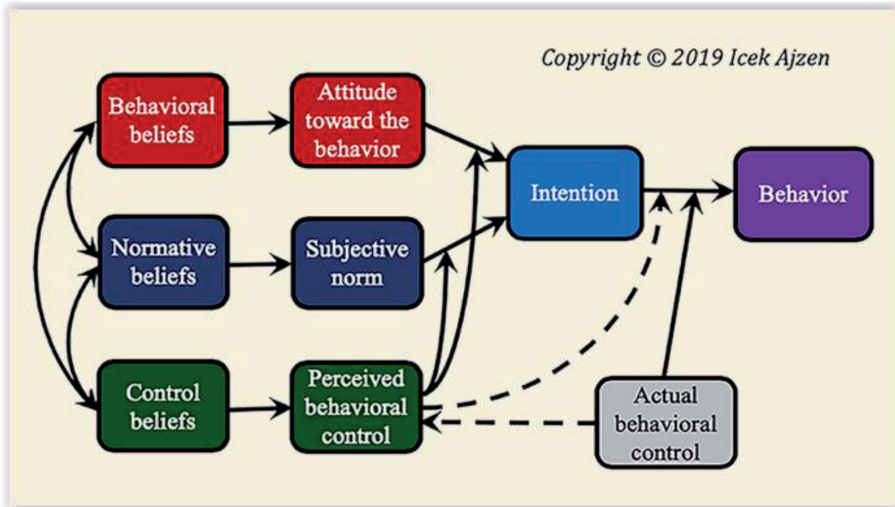 Copyright © 2019 Icek Ajzen
Behavioral
beliefs
Attitude
toward the
behavior
Intention
Behavior
Normative
beliefs
Subjective
norm
Control
beliefs
Perceived
behavioral
control
Actual
behavioral
control